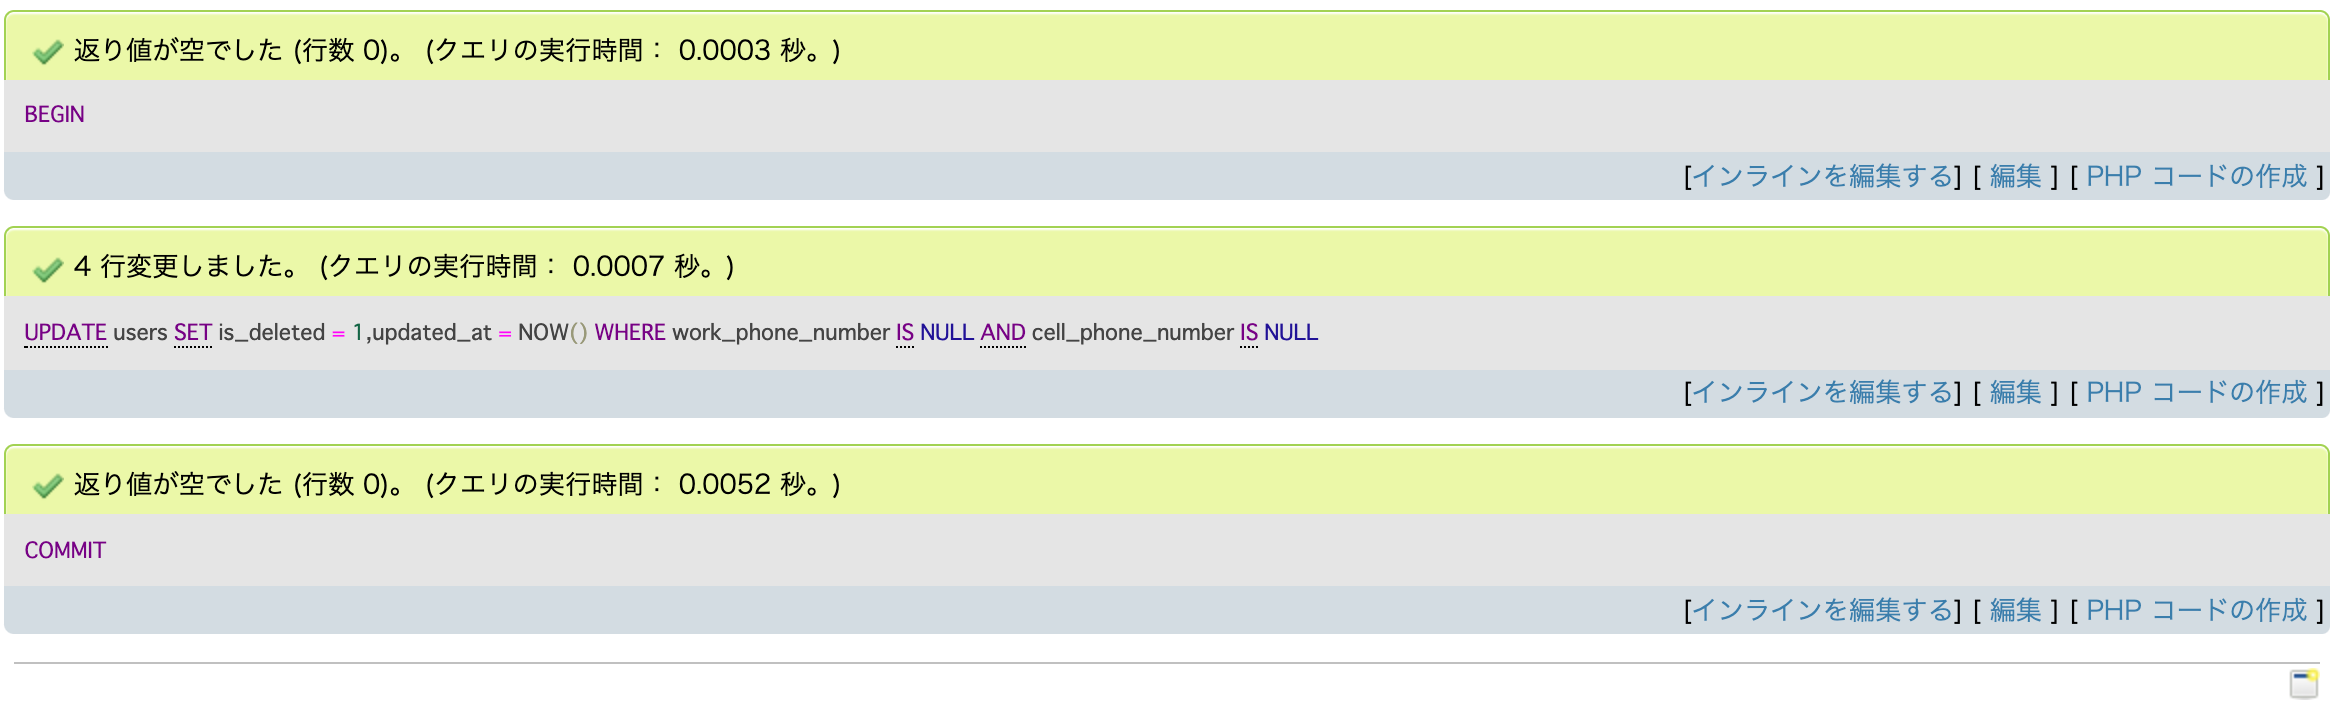 返り値が空でした (行数 0)。 (クエリの実行時間： 0.0003 秒。)
BEGIN
[インラインを編集する] [ 編集 ] [ PHP コードの作成 ]
4 行変更しました。 (クエリの実行時間： 0.0007 秒。)
UPDATE users SET is_deleted = 1,updated_at = NOW() WHERE work_phone_number IS NULL AND cell_phone_number IS NULL
[インラインを編集する] [ 編集 ] [ PHP コードの作成 ]
返り値が空でした (行数 0)。 (クエリの実行時間： 0.0052 秒。)
COMMIT
[インラインを編集する] [ 編集 ] [ PHP コードの作成 ]